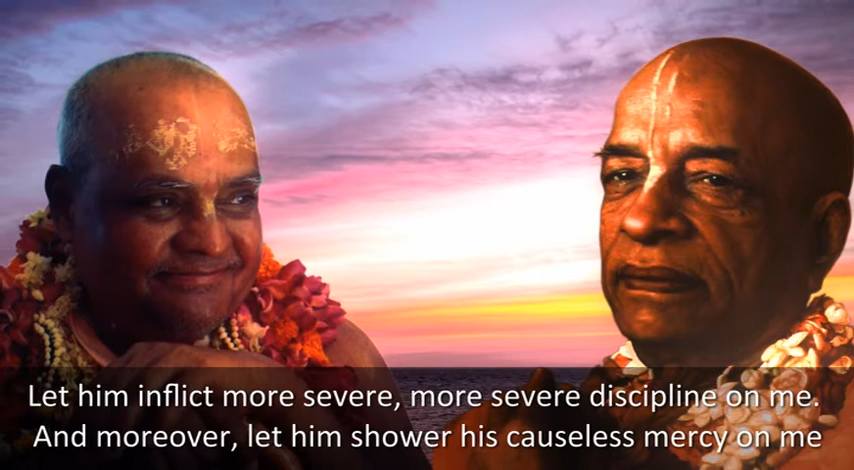 Let him inflict more severe, more severe discipline on me.
And moreover, let him shower his causeless mercy on me